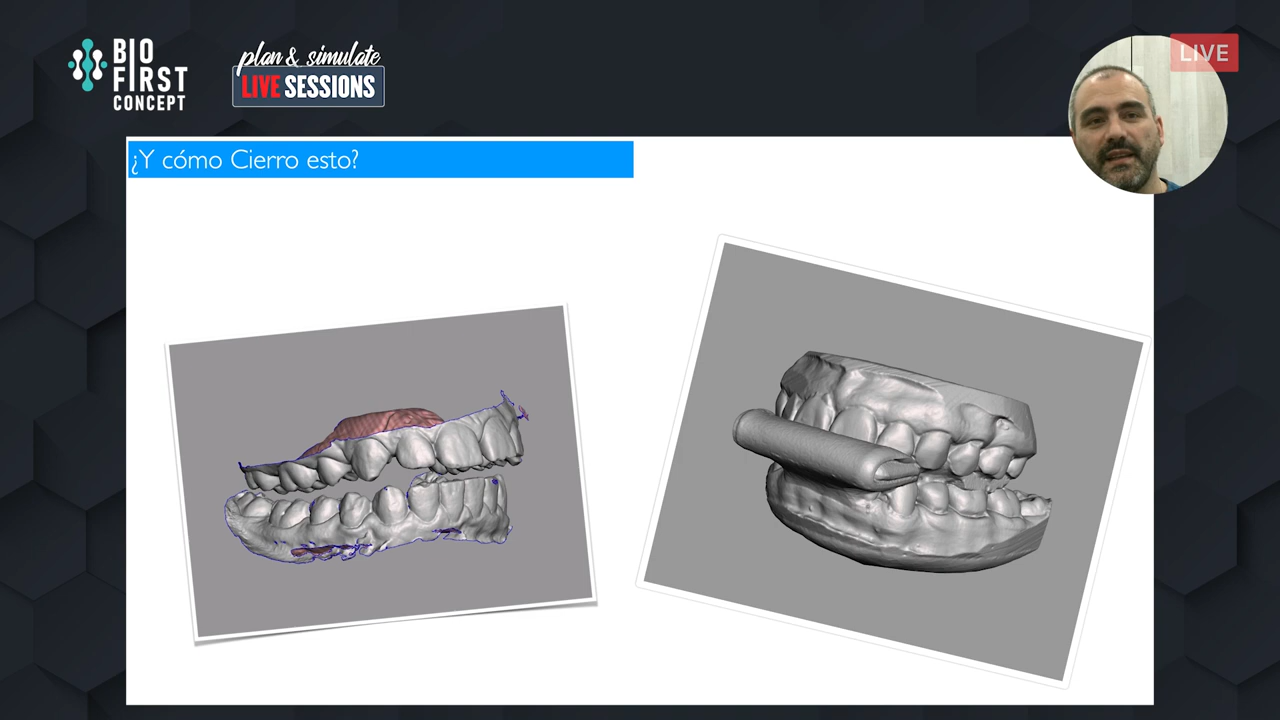 BIO
FIRST
CONCEPT
plan & simulate
LIVE SESSIONS
LIVE
¿Y cómo Cierro esto?